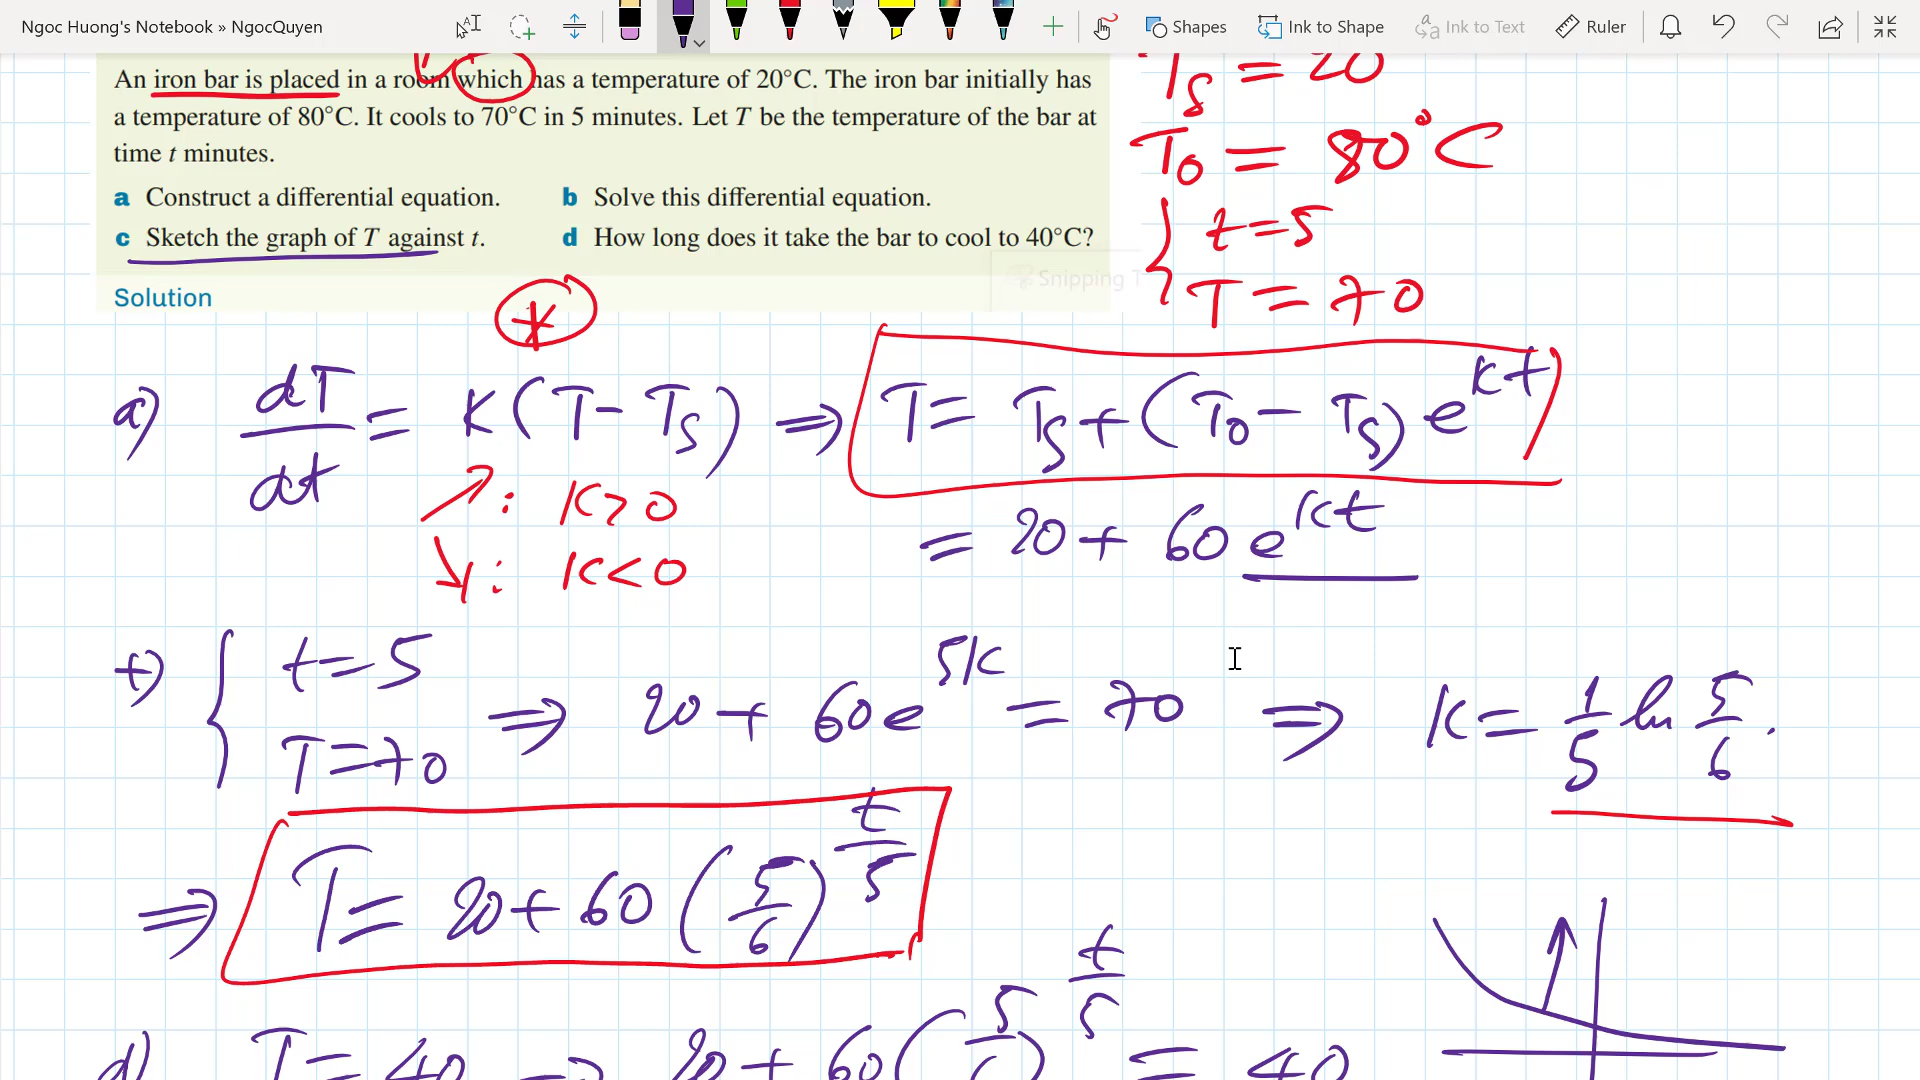 Ngoc Huong's Notebook » NgocQuyen
Shapes
Ink to Shape
Ink to Text
Ruler
An iron bar is placed in a room which has a temperature of 20°C. The iron bar initially has
a temperature of 80°C. It cools to 70°C in 5 minutes. Let T be the temperature of the bar at
time t minutes.
a Construct a differential equation. b Solve this differential equation.
c Sketch the graph of T against t. d How long does it take the bar to cool to 40°C?
Snipping T
Solution
Ts = 20
T0 = 80°C
{ t = 5
T = 70
*
a) dT/dt = K(T - Ts) ⇒ T = Ts + (T0 - Ts) e^kt
↗: K > 0
↘: K < 0
= 20 + 60 e^kt
+) { t = 5
T = 70
⇒ 20 + 60e^5k = 70 ⇒ K = 1/5 ln 5/6.
⇒ T = 20 + 60 (5/6)^t/5
d) T = 40 ⇒ 20 + 60 (5/ )^t/5 = 40